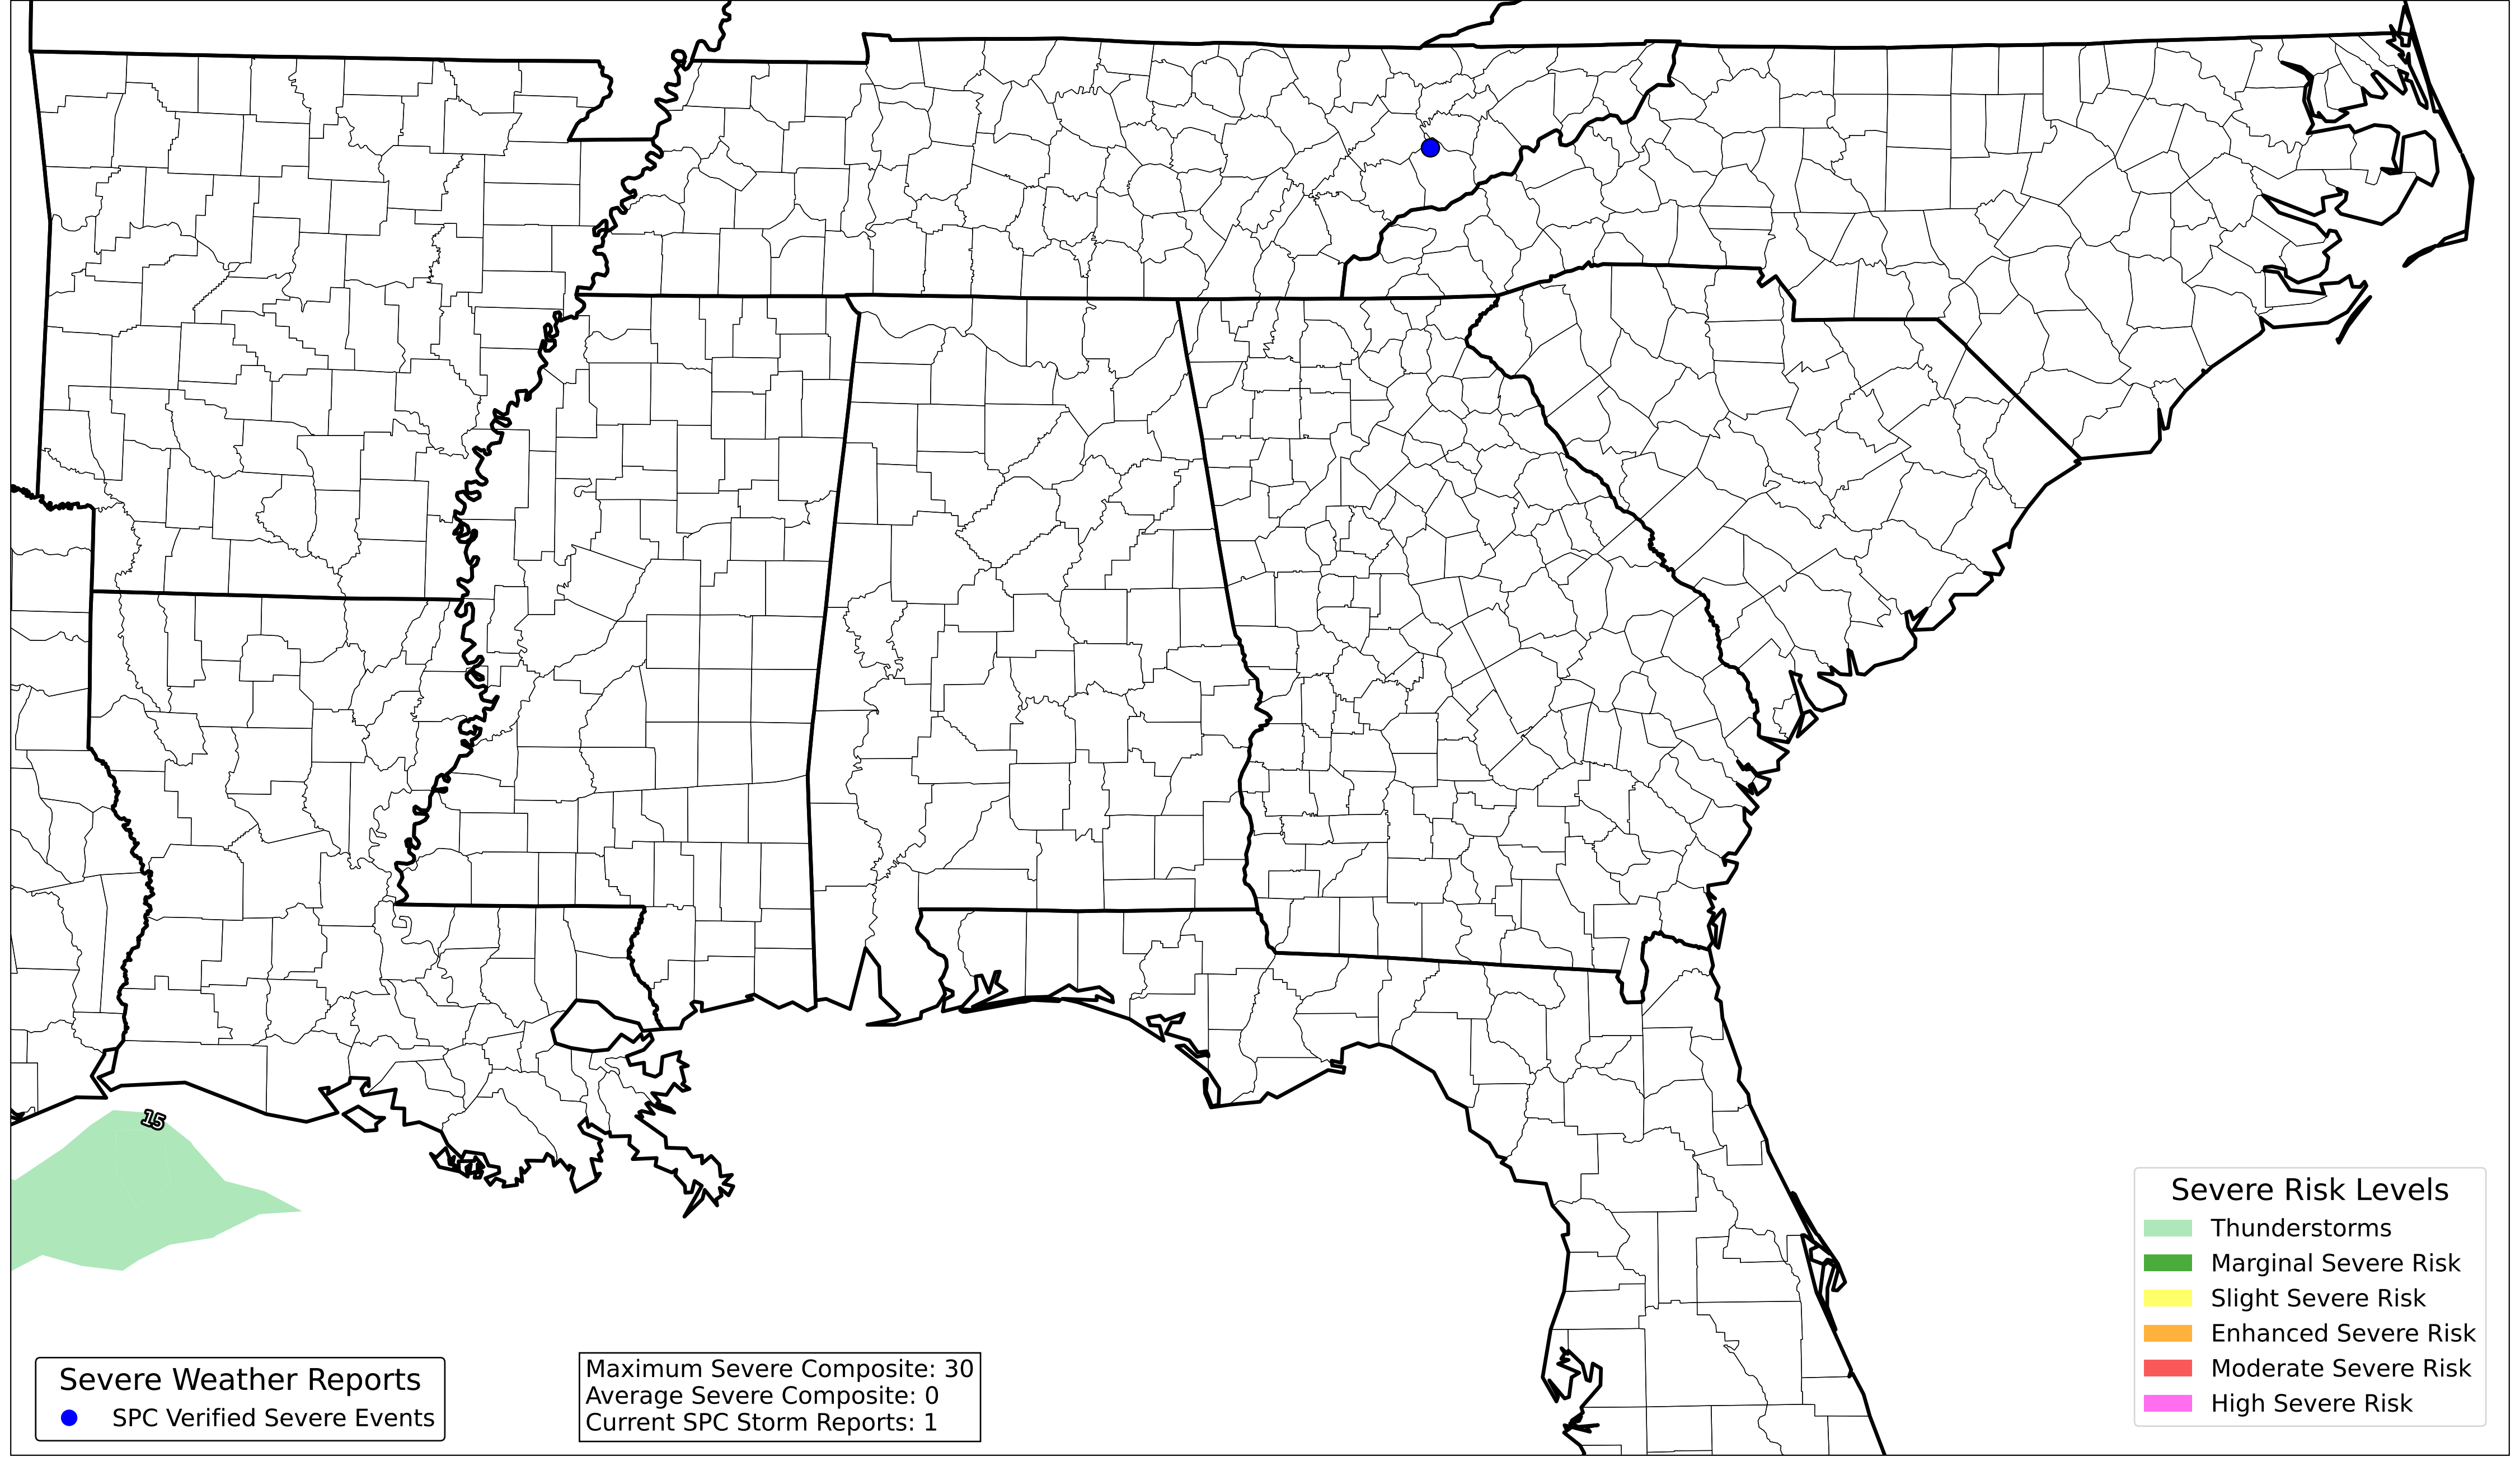 15
Severe Weather Reports
SPC Verified Severe Events
Maximum Severe Composite: 30
Average Severe Composite: 0
Current SPC Storm Reports: 1
Severe Risk Levels
Thunderstorms
Marginal Severe Risk
Slight Severe Risk
Enhanced Severe Risk
Moderate Severe Risk
High Severe Risk